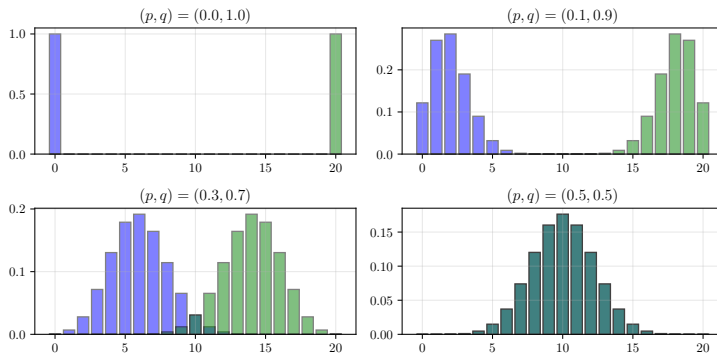 (p, q) = (0.0, 1.0)
1.0
0.5
0.0
0 5 10 15 20
(p, q) = (0.1, 0.9)
0.2
0.1
0.0
0 5 10 15 20
(p, q) = (0.3, 0.7)
0.2
0.1
0.0
0 5 10 15 20
(p, q) = (0.5, 0.5)
0.15
0.10
0.05
0.00
0 5 10 15 20